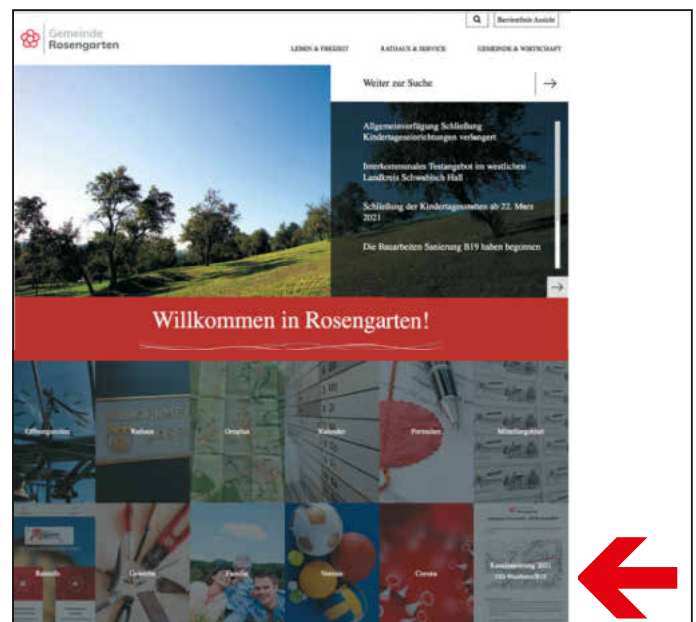 Gemeinde
Rosengarten
Barrierefreie Ansicht
LEBEN & FREIZEIT RATHAUS & SERVICE GEMEINDE & WIRTSCHAFT
Weiter zur Suche
Allgemeinverfügung Schließung
Kindertageseinrichtungen verlängert
Interkommunales Testangebot im westlichen
Landkreis Schwäbisch Hall
Schließung der Kindertagesstätten ab 22. März
2021
Die Bauarbeiten Sanierung B19 haben begonnen
Willkommen in Rosengarten!
Öffnungszeiten Rathaus Ortsplan Kalender Formulare Mitteilungsblatt
Gewerbe Familie Vereine Corona
2021